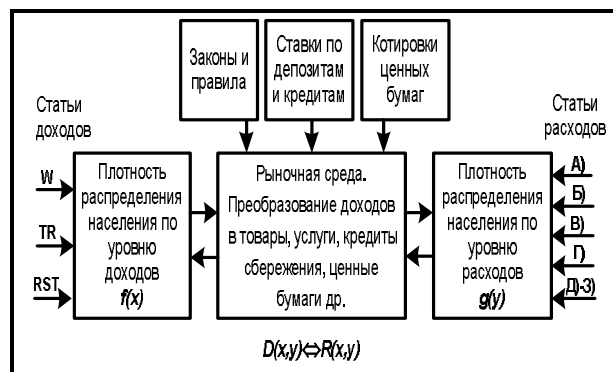 Законы и
правила
Ставки по
депозитам
и кредитам
Котировки
ценных
бумаг
Статьи
доходов
W
TR
RST
Плотность
распределения
населения по
уровню
доходов
f(x)
Рыночная среда.
Преобразование доходов
в товары, услуги, кредиты
сбережения, ценные
бумаги др.
Плотность
распределения
населения по
уровню
расходов
g(y)
Статьи
расходов
А)
Б)
В)
Г)
Д)-З)
D(x,y)⇔R(x,y)